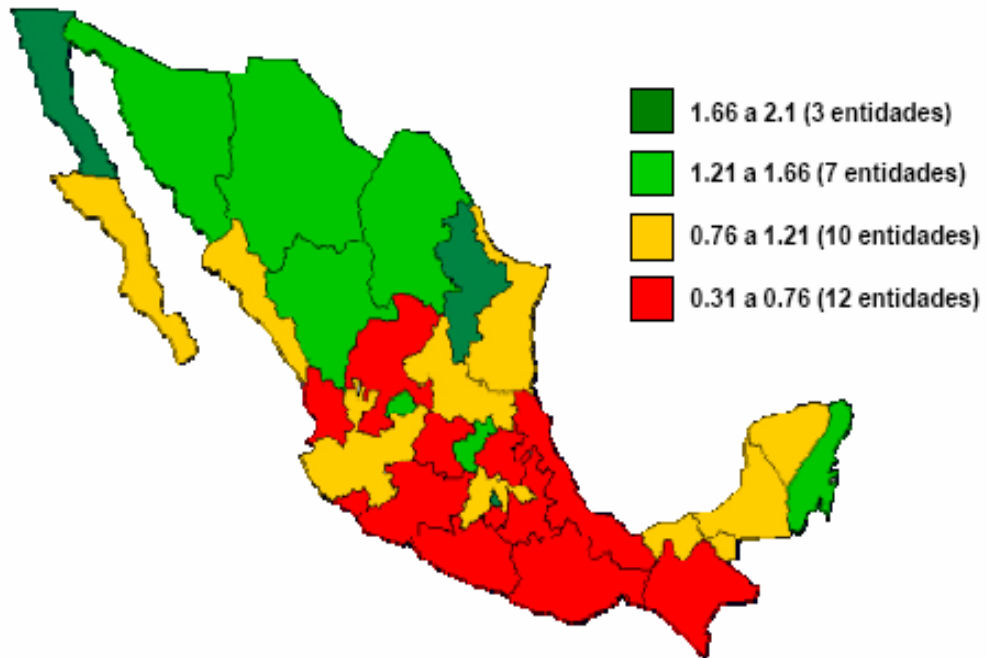 1.66 a 2.1 (3 entidades)
1.21 a 1.66 (7 entidades)
0.76 a 1.21 (10 entidades)
0.31 a 0.76 (12 entidades)